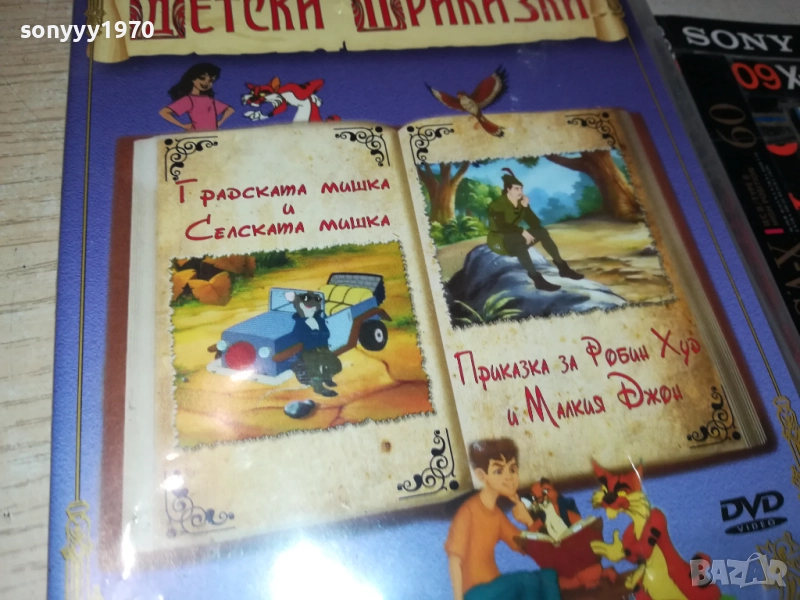 Детски Приказки
sonyyy1970
SONY
Градската мишка
и
Селската мишка
Приказка за Робин Худ
и Малкия Джон
60
DVD
VIDEO
BAZAR